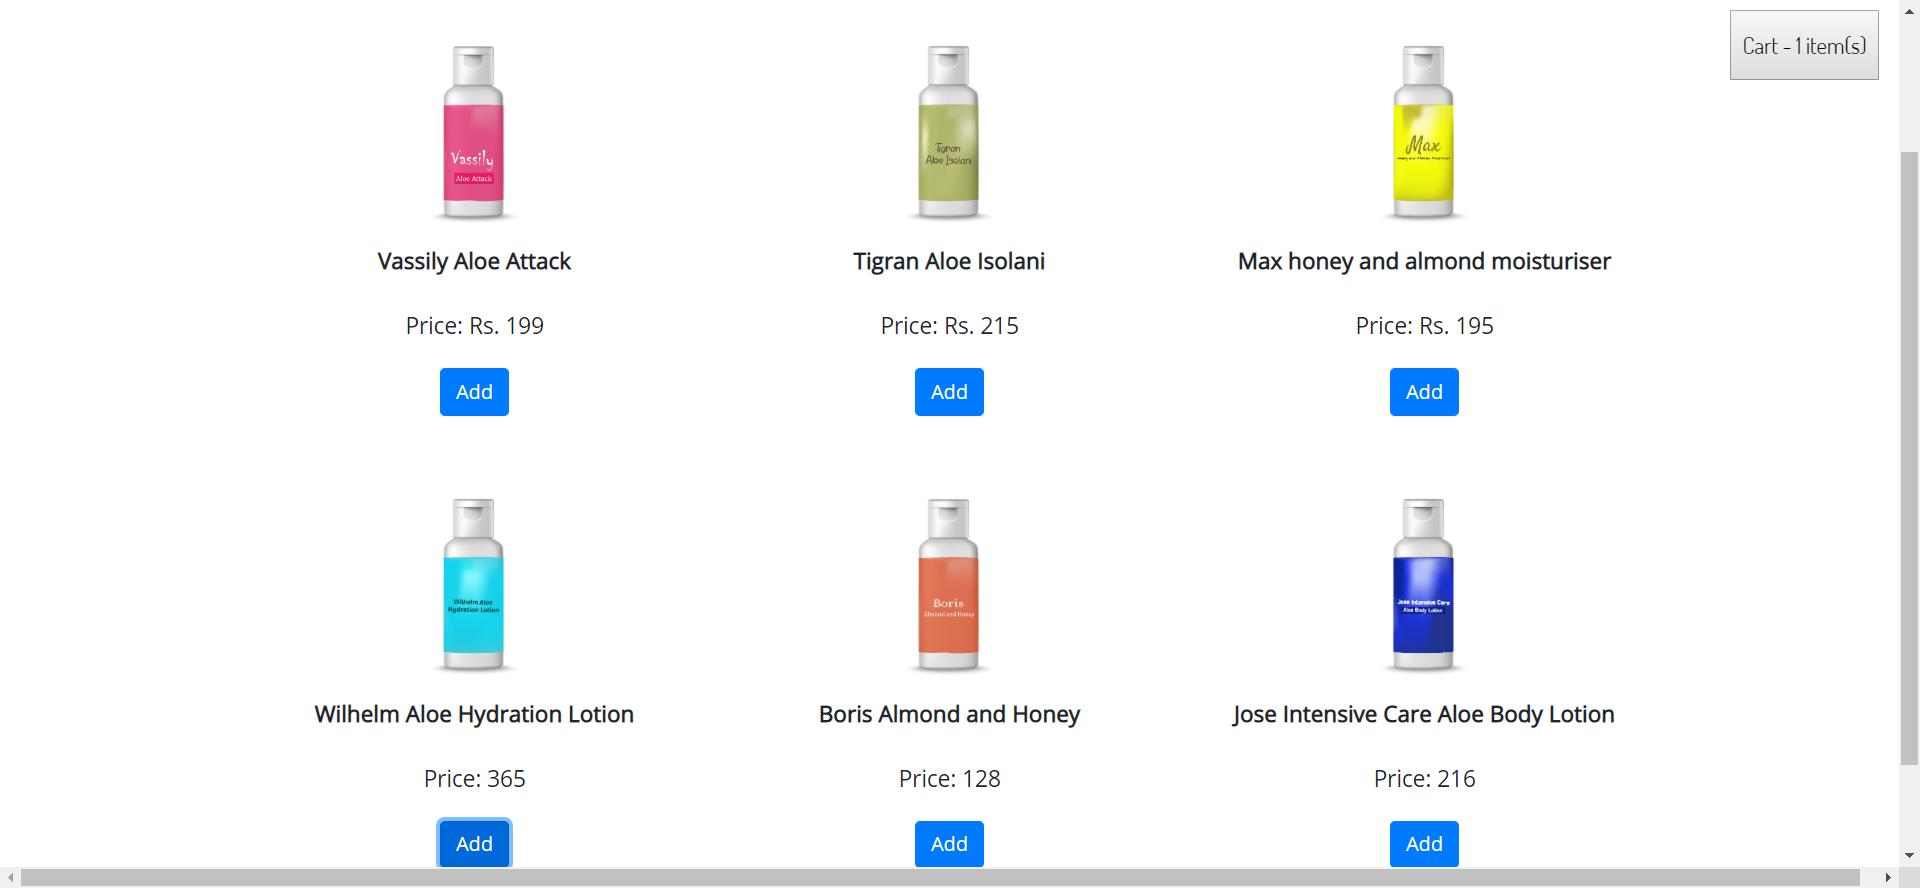 Cart - 1 item(s)
Vassily
Aloe Attack
Tigran
Aloe Isolani
Max
Vassily Aloe Attack
Tigran Aloe Isolani
Max honey and almond moisturiser
Price: Rs. 199
Price: Rs. 215
Price: Rs. 195
Add
Add
Add
Wilhelm Aloe
Hydration Lotion
Boris
Almond and Honey
Jose Intensive Care
Aloe Body Lotion
Wilhelm Aloe Hydration Lotion
Boris Almond and Honey
Jose Intensive Care Aloe Body Lotion
Price: 365
Price: 128
Price: 216
Add
Add
Add